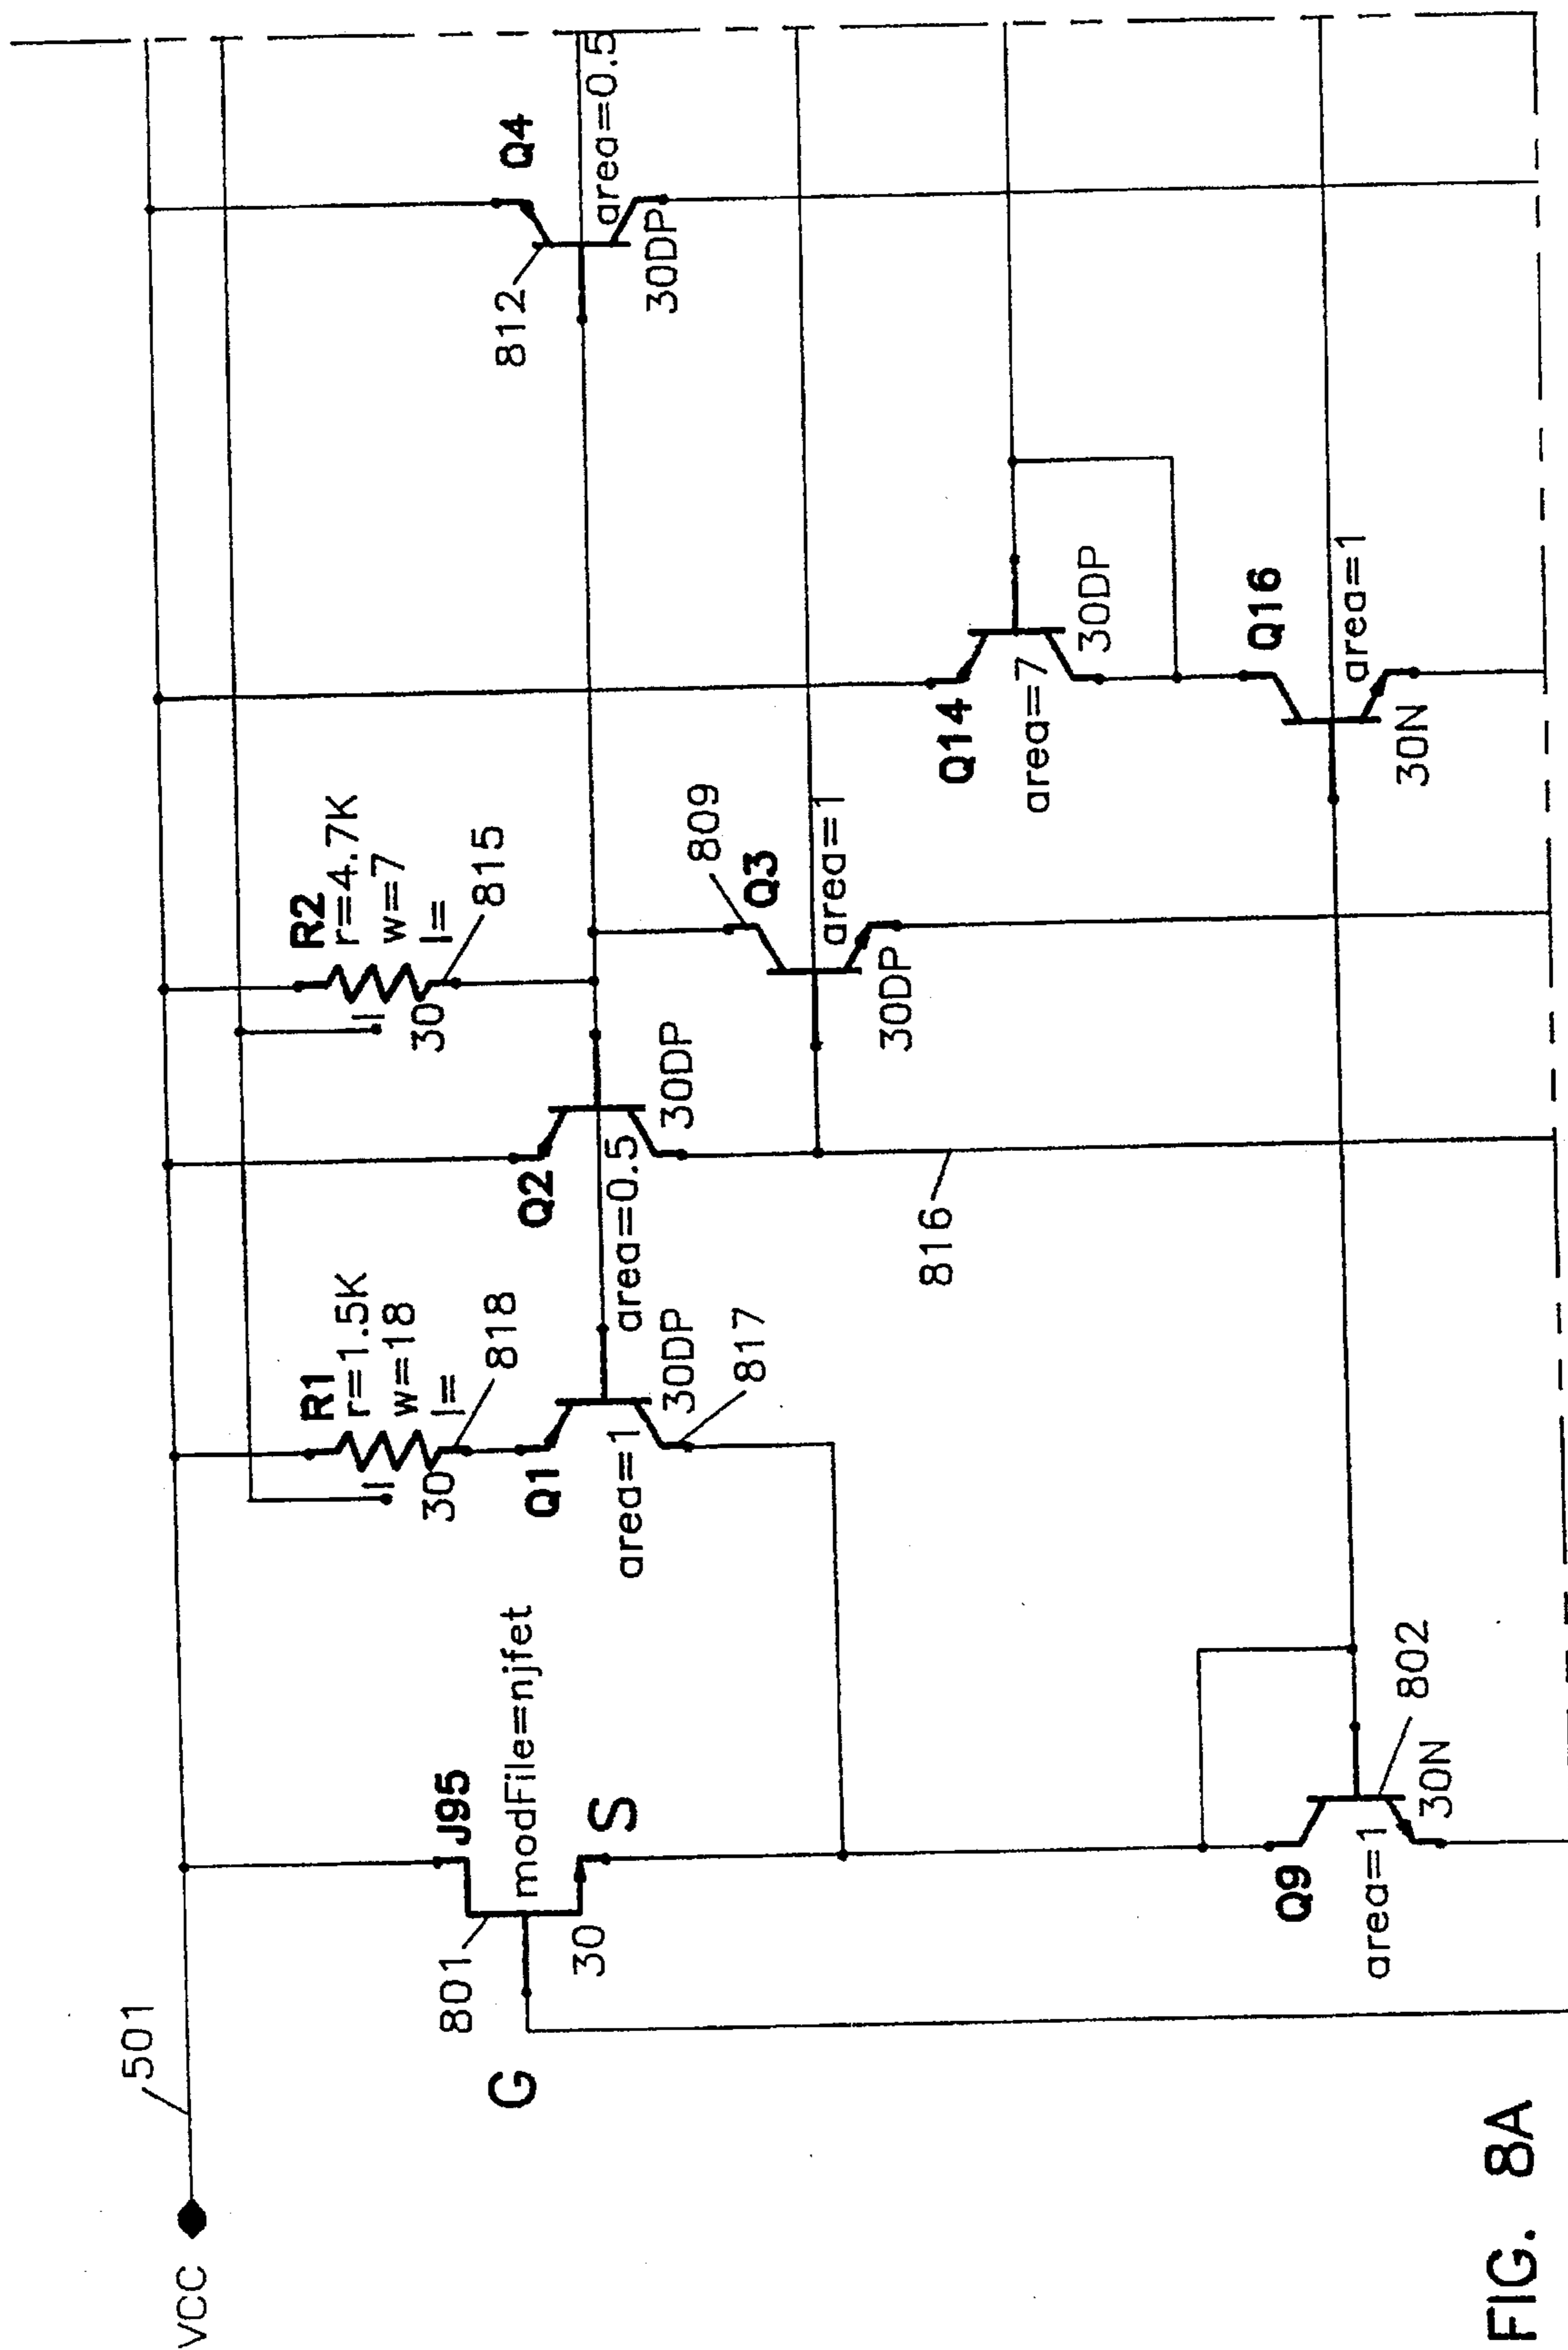 VCC
501
G
801
J95
modFile=njfet
30
S
R1
r=1.5K
w=18
l=
818
30
Q1
area=1
30DP
817
Q2
area=0.5
30DP
816
R2
r=4.7K
w=7
l=
815
30
809
Q3
area=1
30DP
812
Q4
area=0.5
30DP
Q14
area=7
30DP
Q16
area=1
30N
Q9
area=1
30N
802
FIG. 8A